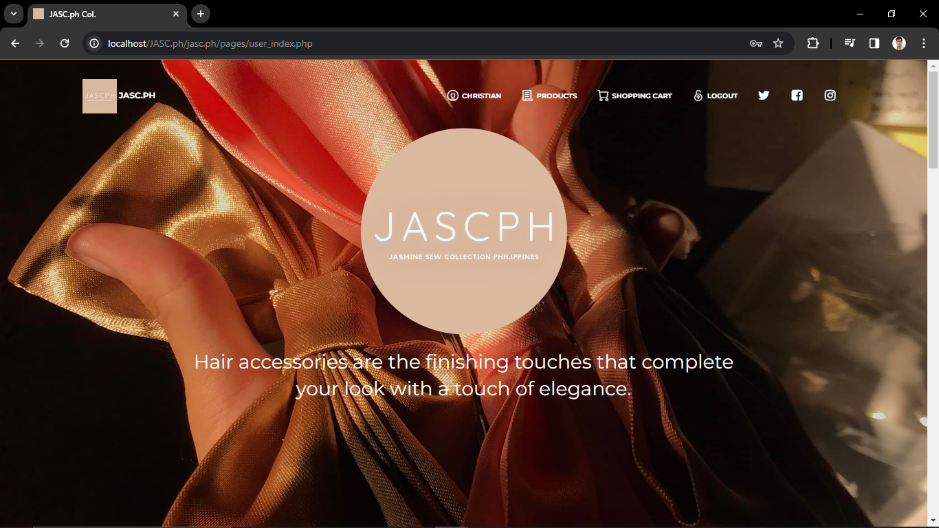 JASC.ph Col.
localhost/JASC.ph/jasc.ph/pages/user_index.php
JASCPH JASC.PH
CHRISTIAN
PRODUCTS
SHOPPING CART
LOGOUT
JASCPH
JASMINE SEW COLLECTION PHILIPPINES
Hair accessories are the finishing touches that complete
your look with a touch of elegance.